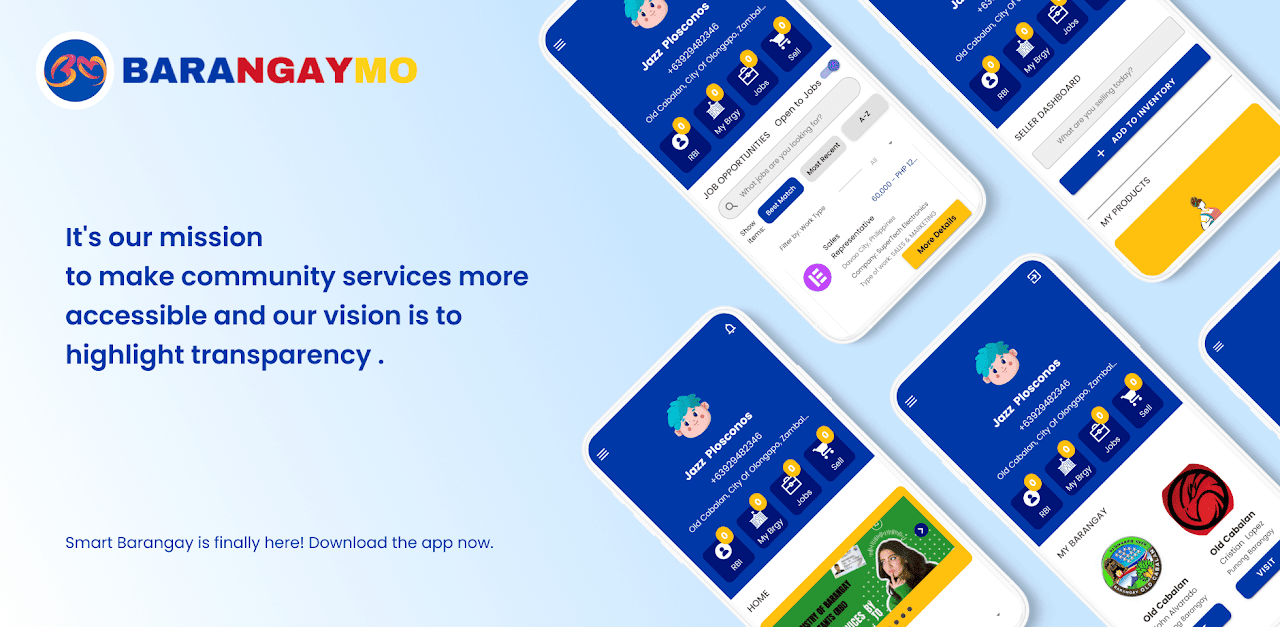 BARANGAYMO
It's our mission
to make community services more
accessible and our vision is to
highlight transparency .
Smart Barangay is finally here! Download the app now.
Jazz Plosconos
+63929482346
Old Cabalan, City Of Olongapo, Zambal...
0
RBI
0
My Brgy
0
Jobs
0
Sell
JOB OPPORTUNITIES
Open to Jobs
What jobs are you looking for?
Show
items:
Best Match
Most Recent
A-Z
Filter by: Work Type
All
Sales
Representative
60,000 - PHP 12...
Davao City, Philippines
Company: SuperTech Electronics
Type of work: SALES & MARKETING
More Details
+63929482346
Old Cabalan, City Of Olongapo, Zambal...
0
RBI
0
My Brgy
Jobs
SELLER DASHBOARD
What are you selling today?
+ ADD TO INVENTORY
MY PRODUCTS
Jazz Plosconos
+63929482346
Old Cabalan, City Of Olongapo, Zambal...
0
RBI
0
My Brgy
0
Jobs
0
Sell
HOME
Jazz Plosconos
+63929482346
Old Cabalan, City Of Olongapo, Zambal...
0
RBI
0
My Brgy
0
Jobs
0
Sell
MY BARANGAY
Old Cabalan
John Alvarado
Punong Barangay
Old Cabalan
Cristian Lopez
Punong Barangay
VISIT